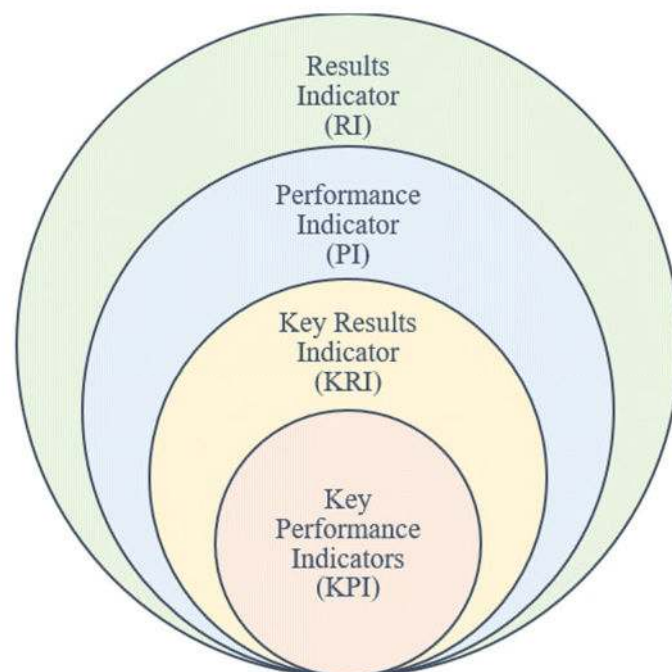 Results
Indicator
(RI)
Performance
Indicator
(PI)
Key Results
Indicator
(KRI)
Key
Performance
Indicators
(KPI)